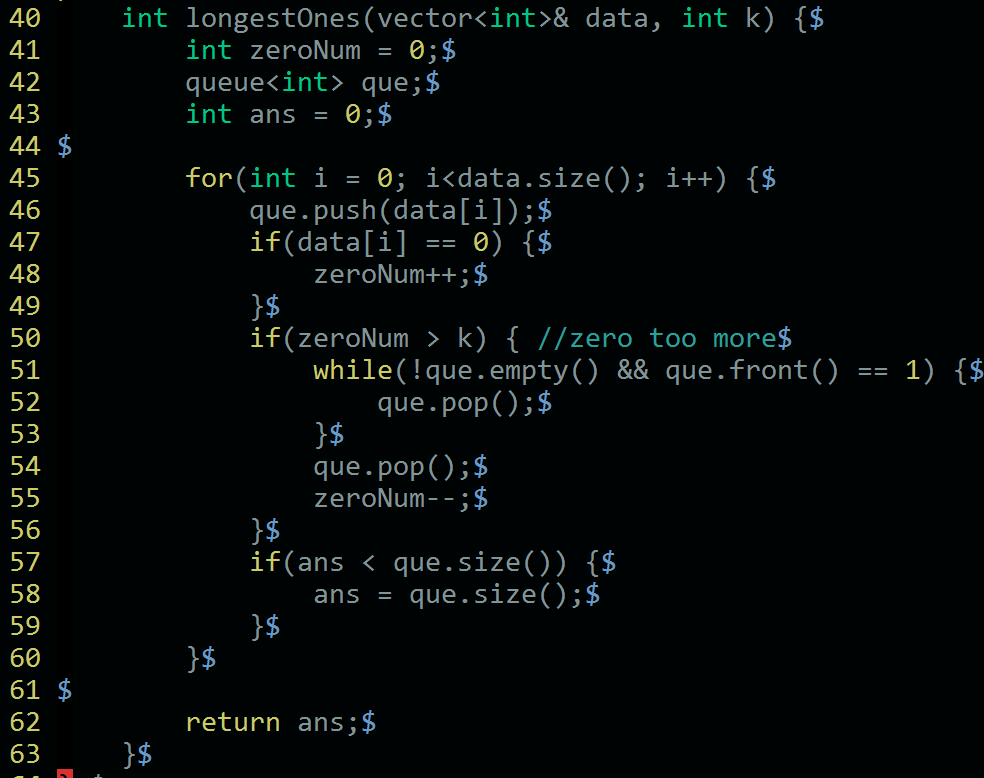 40     int longestOnes(vector<int>& data, int k) {$
41         int zeroNum = 0;$
42         queue<int> que;$
43         int ans = 0;$
44 $
45         for(int i = 0; i<data.size(); i++) {$
46             que.push(data[i]);$
47             if(data[i] == 0) {$
48                 zeroNum++;$
49             }$
50             if(zeroNum > k) { //zero too more$
51                 while(!que.empty() && que.front() == 1) {$
52                     que.pop();$
53                 }$
54                 que.pop();$
55                 zeroNum--;$
56             }$
57             if(ans < que.size()) {$
58                 ans = que.size();$
59             }$
60         }$
61 $
62         return ans;$
63     }$